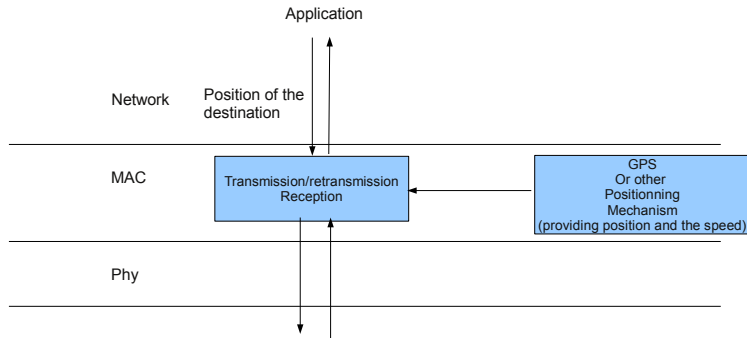 Application
Network
Position of the
destination
MAC
Transmission/retransmission
Reception
GPS
Or other
Positionning
Mechanism
(providing position and the speed)
Phy